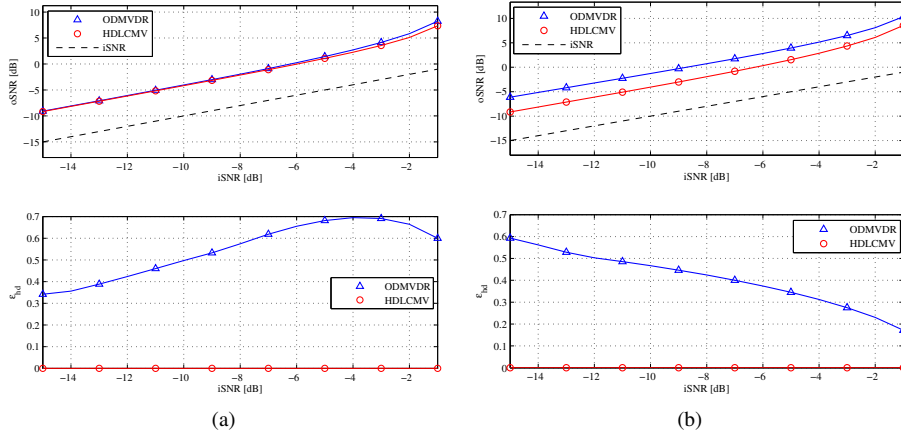 10
5
0
−5
−10
−15
oSNR [dB]
ODMVDR
HDLCMV
iSNR
−14 −12 −10 −8 −6 −4 −2
iSNR [dB]
0.7
0.6
0.5
0.4
0.3
0.2
0.1
0
ε hd
ODMVDR
HDLCMV
−14 −12 −10 −8 −6 −4 −2
iSNR [dB]
(a)
10
5
0
−5
−10
−15
oSNR [dB]
ODMVDR
HDLCMV
iSNR
−14 −12 −10 −8 −6 −4 −2
iSNR [dB]
0.7
0.6
0.5
0.4
0.3
0.2
0.1
0
ε hd
ODMVDR
HDLCMV
−14 −12 −10 −8 −6 −4 −2
iSNR [dB]
(b)